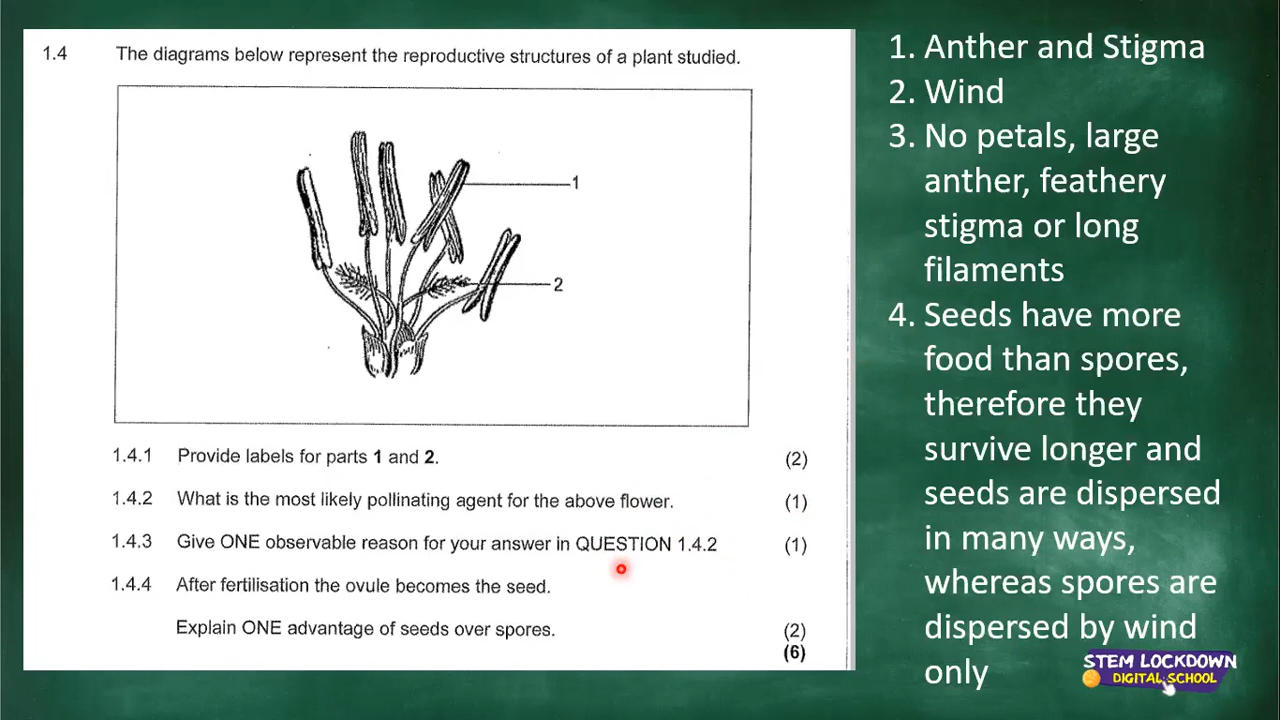 1.4 The diagrams below represent the reproductive structures of a plant studied.
1
2
1.4.1 Provide labels for parts 1 and 2. (2)
1.4.2 What is the most likely pollinating agent for the above flower. (1)
1.4.3 Give ONE observable reason for your answer in QUESTION 1.4.2 (1)
1.4.4 After fertilisation the ovule becomes the seed.
Explain ONE advantage of seeds over spores. (2)
(6)
1. Anther and Stigma
2. Wind
3. No petals, large
anther, feathery
stigma or long
filaments
4. Seeds have more
food than spores,
therefore they
survive longer and
seeds are dispersed
in many ways,
whereas spores are
dispersed by wind
only
STEM LOCKDOWN
DIGITAL SCHOOL